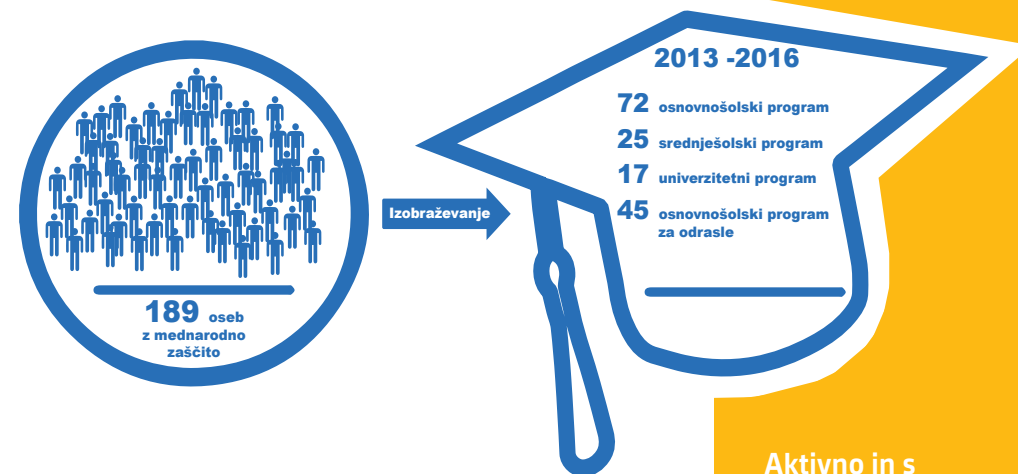 189 oseb
z mednarodno
zaščito
Izobraževanje
2013 -2016
72 osnovnošolski program
25 srednješolski program
17 univerzitetni program
45 osnovnošolski program
za odrasle
Aktivno in s